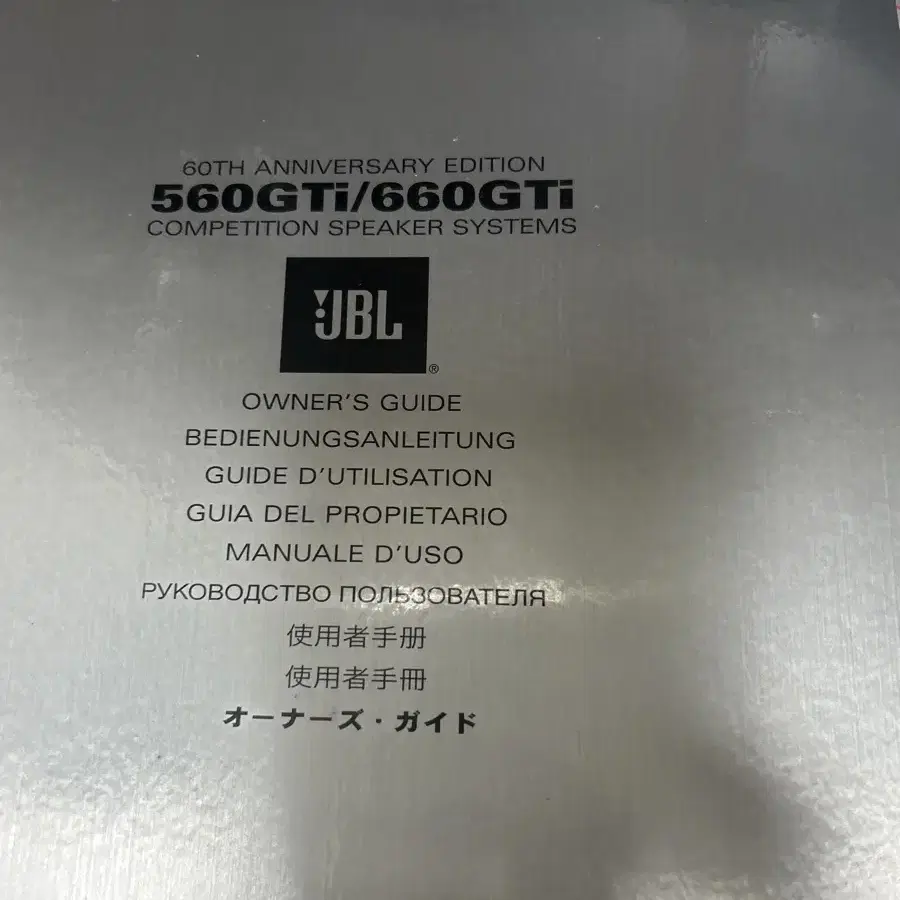 60TH ANNIVERSARY EDITION
560GTi/660GTi
COMPETITION SPEAKER SYSTEMS
JBL
®
OWNER'S GUIDE
BEDIENUNGSANLEITUNG
GUIDE D'UTILISATION
GUIA DEL PROPIETARIO
MANUALE D'USO
РУКОВОДСТВО ПОЛЬЗОВАТЕЛЯ
使用者手册
使用者手冊
オーナーズ・ガイド